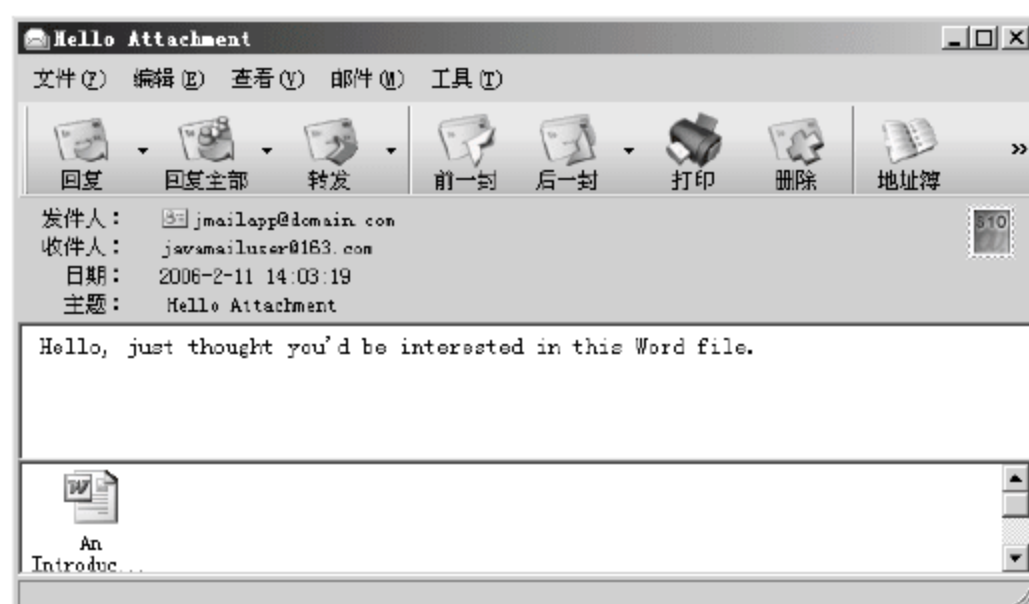 Hello Attachment
文件(F) 编辑(E) 查看(V) 邮件(M) 工具(T)
回复 回复全部 转发 前一封 后一封 打印 删除 地址簿 »
发件人： jmailapp@domain.com
收件人： javamailuser@163.com
日期： 2006-2-11 14:03:19
主题： Hello Attachment
Hello, just thought you'd be interested in this Word file.
An
Introduc...